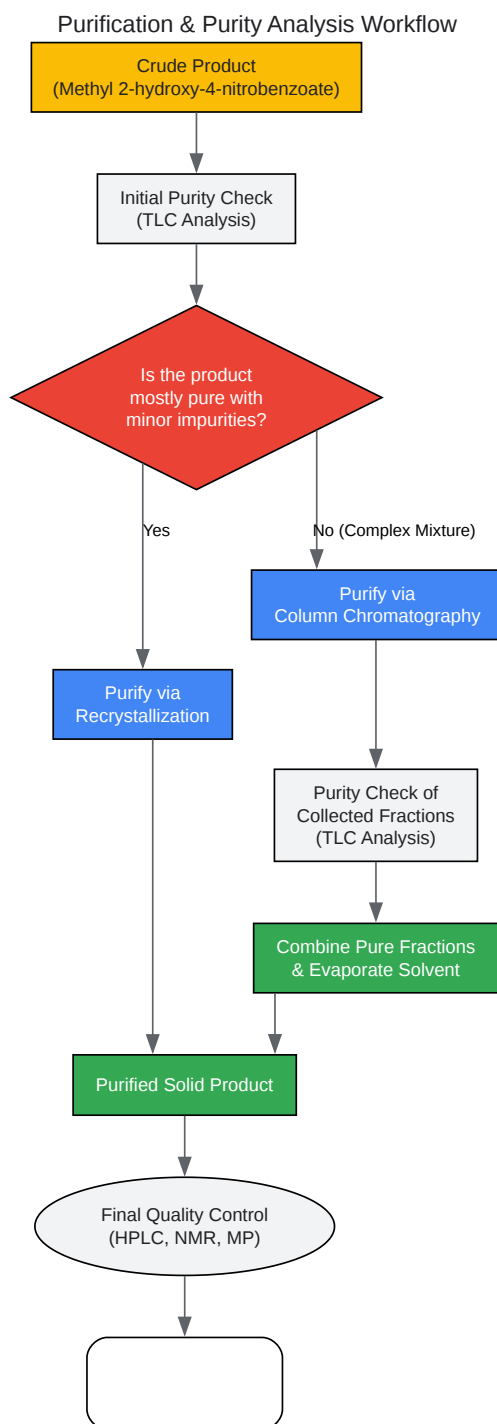 Purification & Purity Analysis Workflow
Crude Product
(Methyl 2-hydroxy-4-nitrobenzoate)
Initial Purity Check
(TLC Analysis)
Is the product
mostly pure with
minor impurities?
Yes
No (Complex Mixture)
Purify via
Column Chromatography
Purify via
Recrystallization
Purity Check of
Collected Fractions
(TLC Analysis)
Combine Pure Fractions
& Evaporate Solvent
Purified Solid Product
Final Quality Control
(HPLC, NMR, MP)